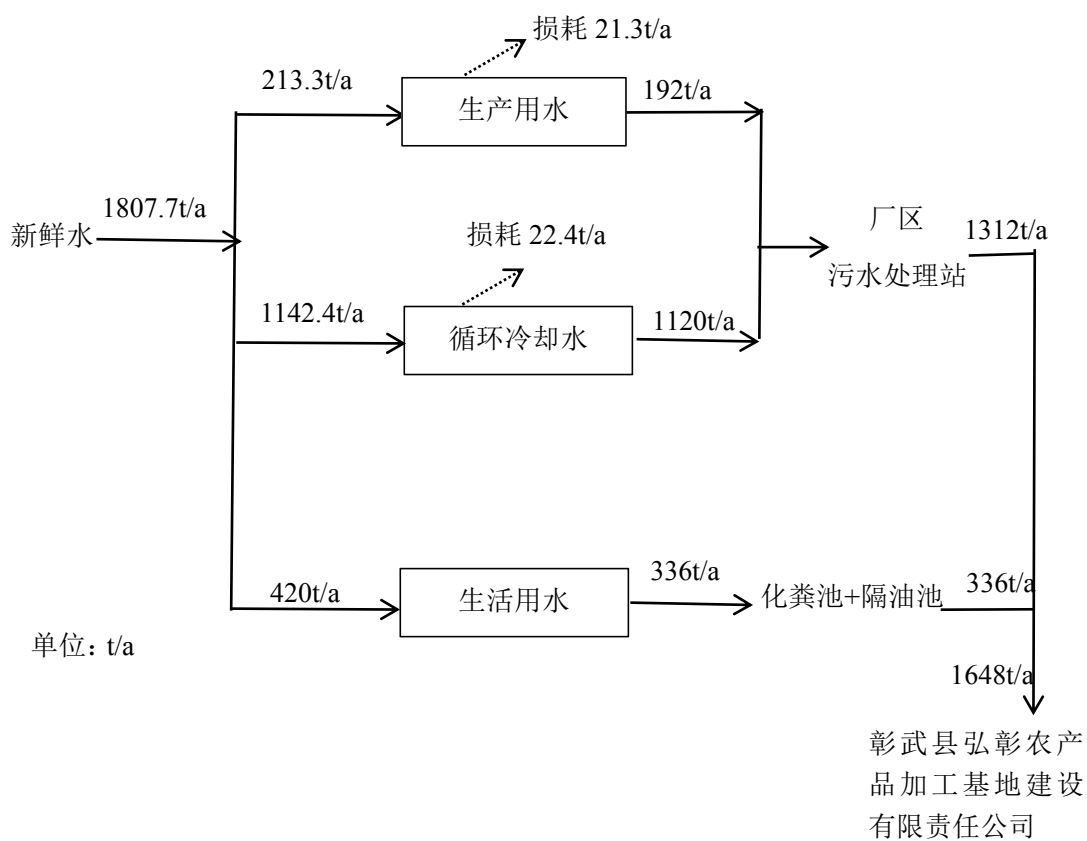 损耗 21.3t/a
213.3t/a
生产用水
192t/a
1807.7t/a
新鲜水
损耗 22.4t/a
厂区
污水处理站
1312t/a
1142.4t/a
循环冷却水
1120t/a
420t/a
生活用水
336t/a
化粪池+隔油池
336t/a
单位：t/a
1648t/a
彰武县弘彰农产
品加工基地建设
有限责任公司